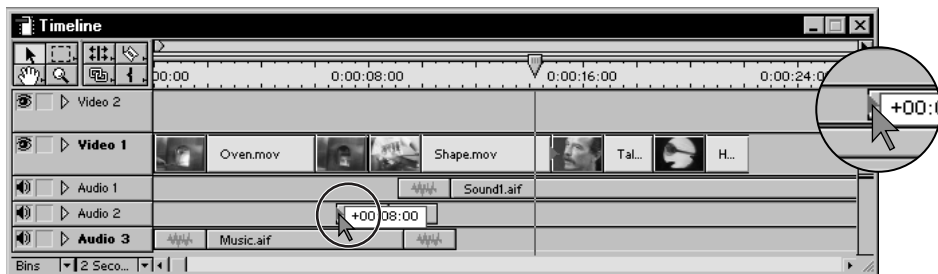 Timeline
00:00 0:00:08:00 0:00:16:00 0:00:24:0
Video 2
Video 1 Oven.mov Shape.mov Tal... H...
Audio 1 Sound1.aif
Audio 2 +00:08:00
Audio 3 Music.aif
Bins 2 Seco...
+00:0